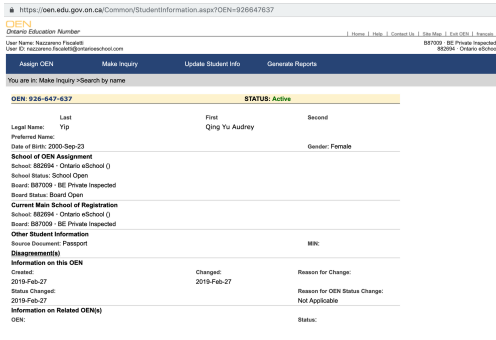 https://oen.edu.gov.on.ca/Common/StudentInformation.aspx?OEN=926647637
OEN
Ontario Education Number
| Home | Help | Contact Us | Site Map | Exit OEN | français
User Name: Nazzareno Fiscaletti
B87009 - BE Private Inspected
User ID: nazzareno.fiscaletti@ontarioeschool.com
882694 - Ontario eSchoo
Assign OEN Make Inquiry Update Student Info Generate Reports
You are in: Make Inquiry >Search by name
OEN: 926-647-637 STATUS: Active
Last First Second
Legal Name: Yip Qing Yu Audrey
Preferred Name:
Date of Birth: 2000-Sep-23 Gender: Female
School of OEN Assignment
School: 882694 - Ontario eSchool ()
School Status: School Open
Board: B87009 - BE Private Inspected
Board Status: Board Open
Current Main School of Registration
School: 882694 - Ontario eSchool ()
Board: B87009 - BE Private Inspected
Other Student Information
Source Document: Passport MIN:
Disagreement(s)
Information on this OEN
Created: Changed: Reason for Change:
2019-Feb-27 2019-Feb-27
Status Changed: Reason for OEN Status Change:
2019-Feb-27 Not Applicable
Information on Related OEN(s)
OEN: Status: